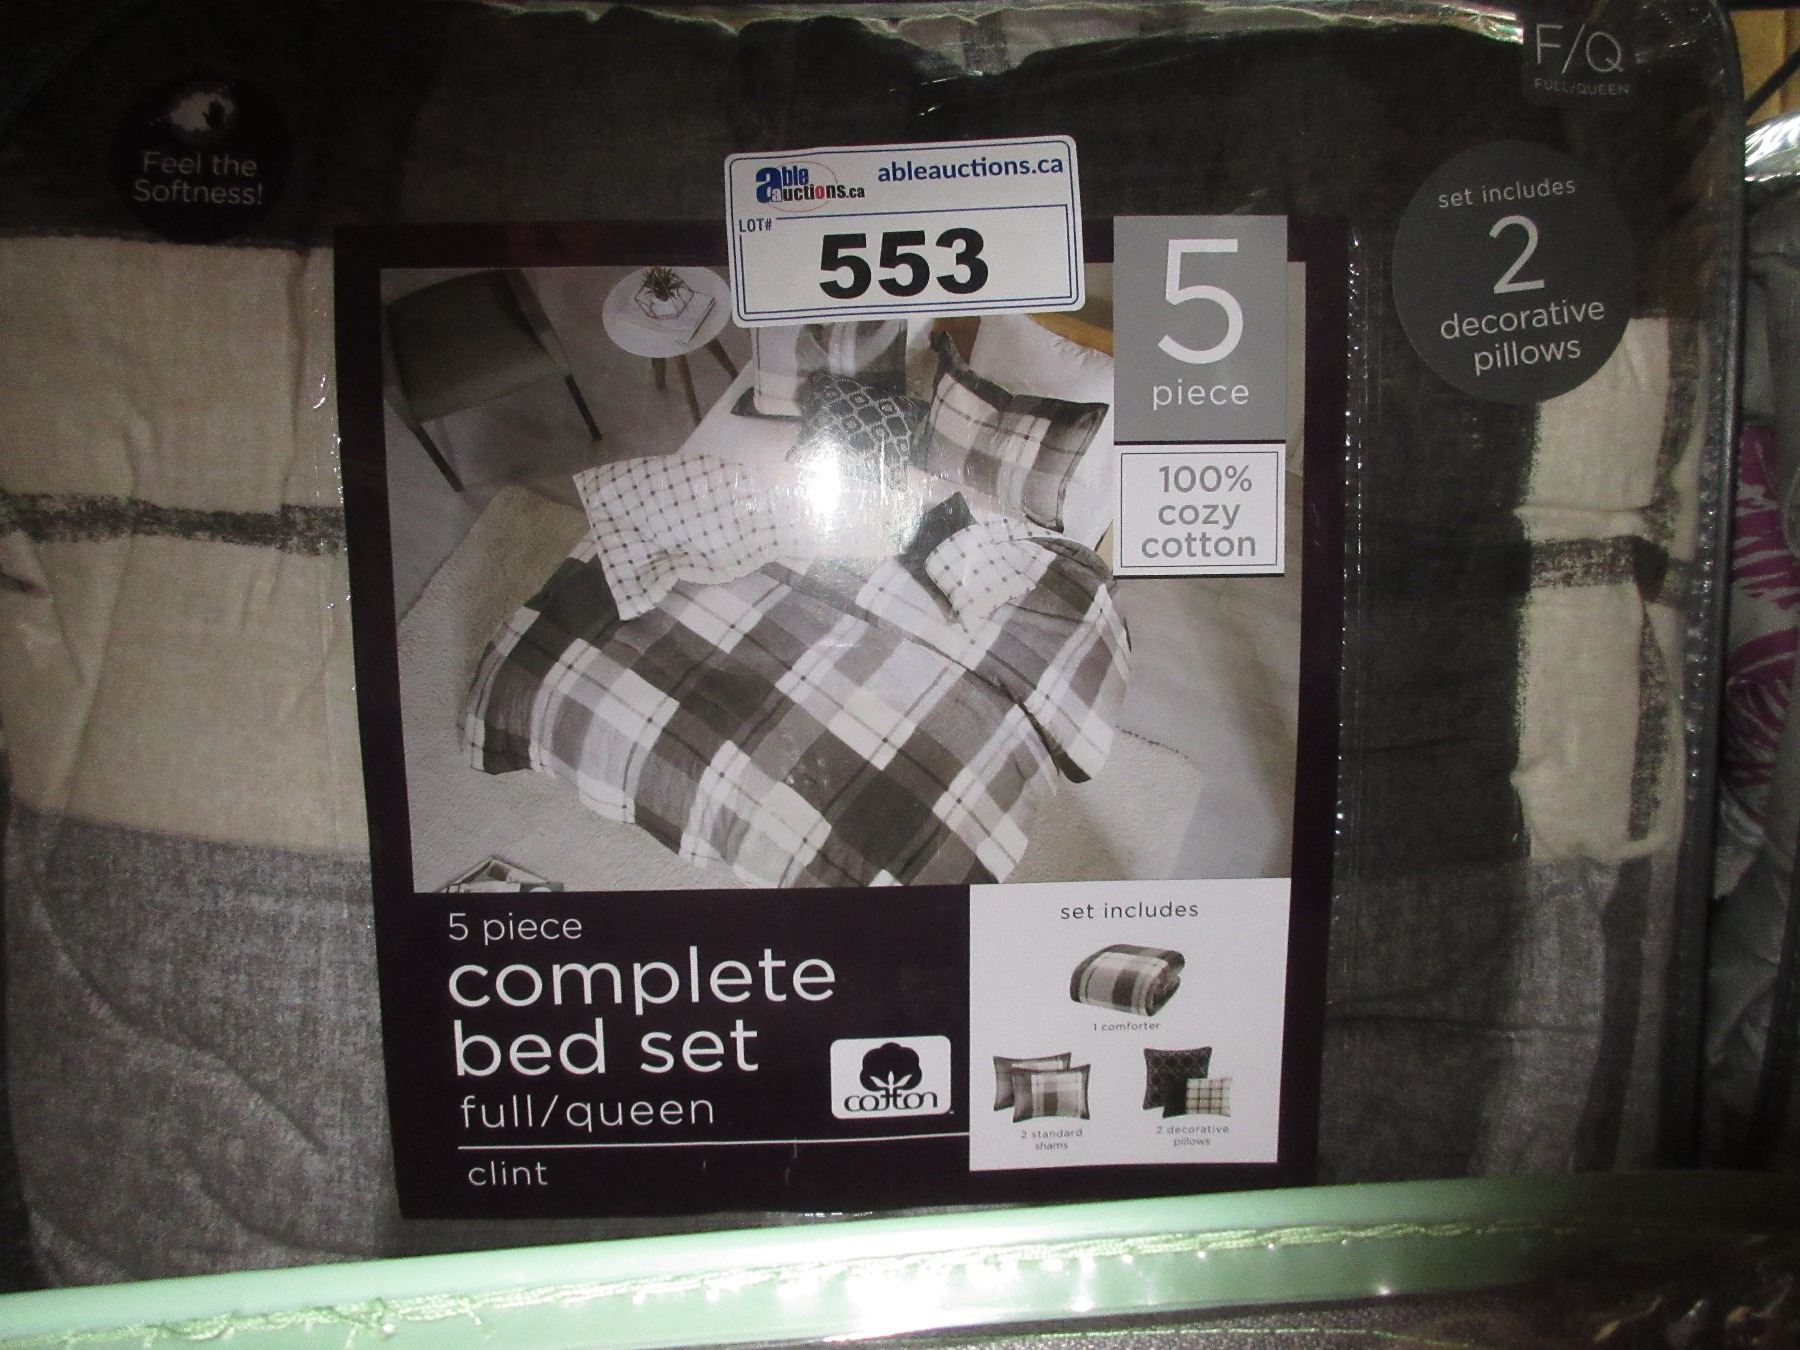 F/Q
FULL/QUEEN
Feel the
Softness!
able
auctions.ca
ableauctions.ca
LOT#
553
set includes
2
decorative
pillows
5
piece
100%
cozy
cotton
5 piece
complete
bed set
full/queen
clint
cotton
set includes
1 comforter
2 standard
shams
2 decorative
pillows